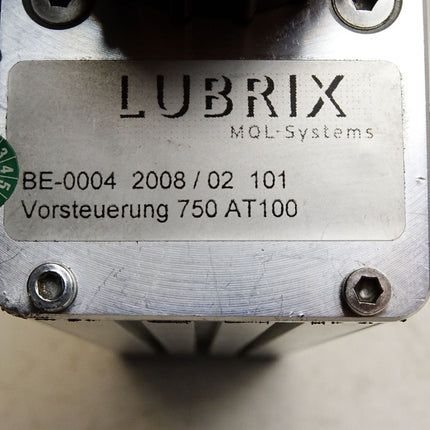 LUBRIX
MQL-Systems
BE-0004 2008 / 02 101
Vorsteuerung 750 AT100